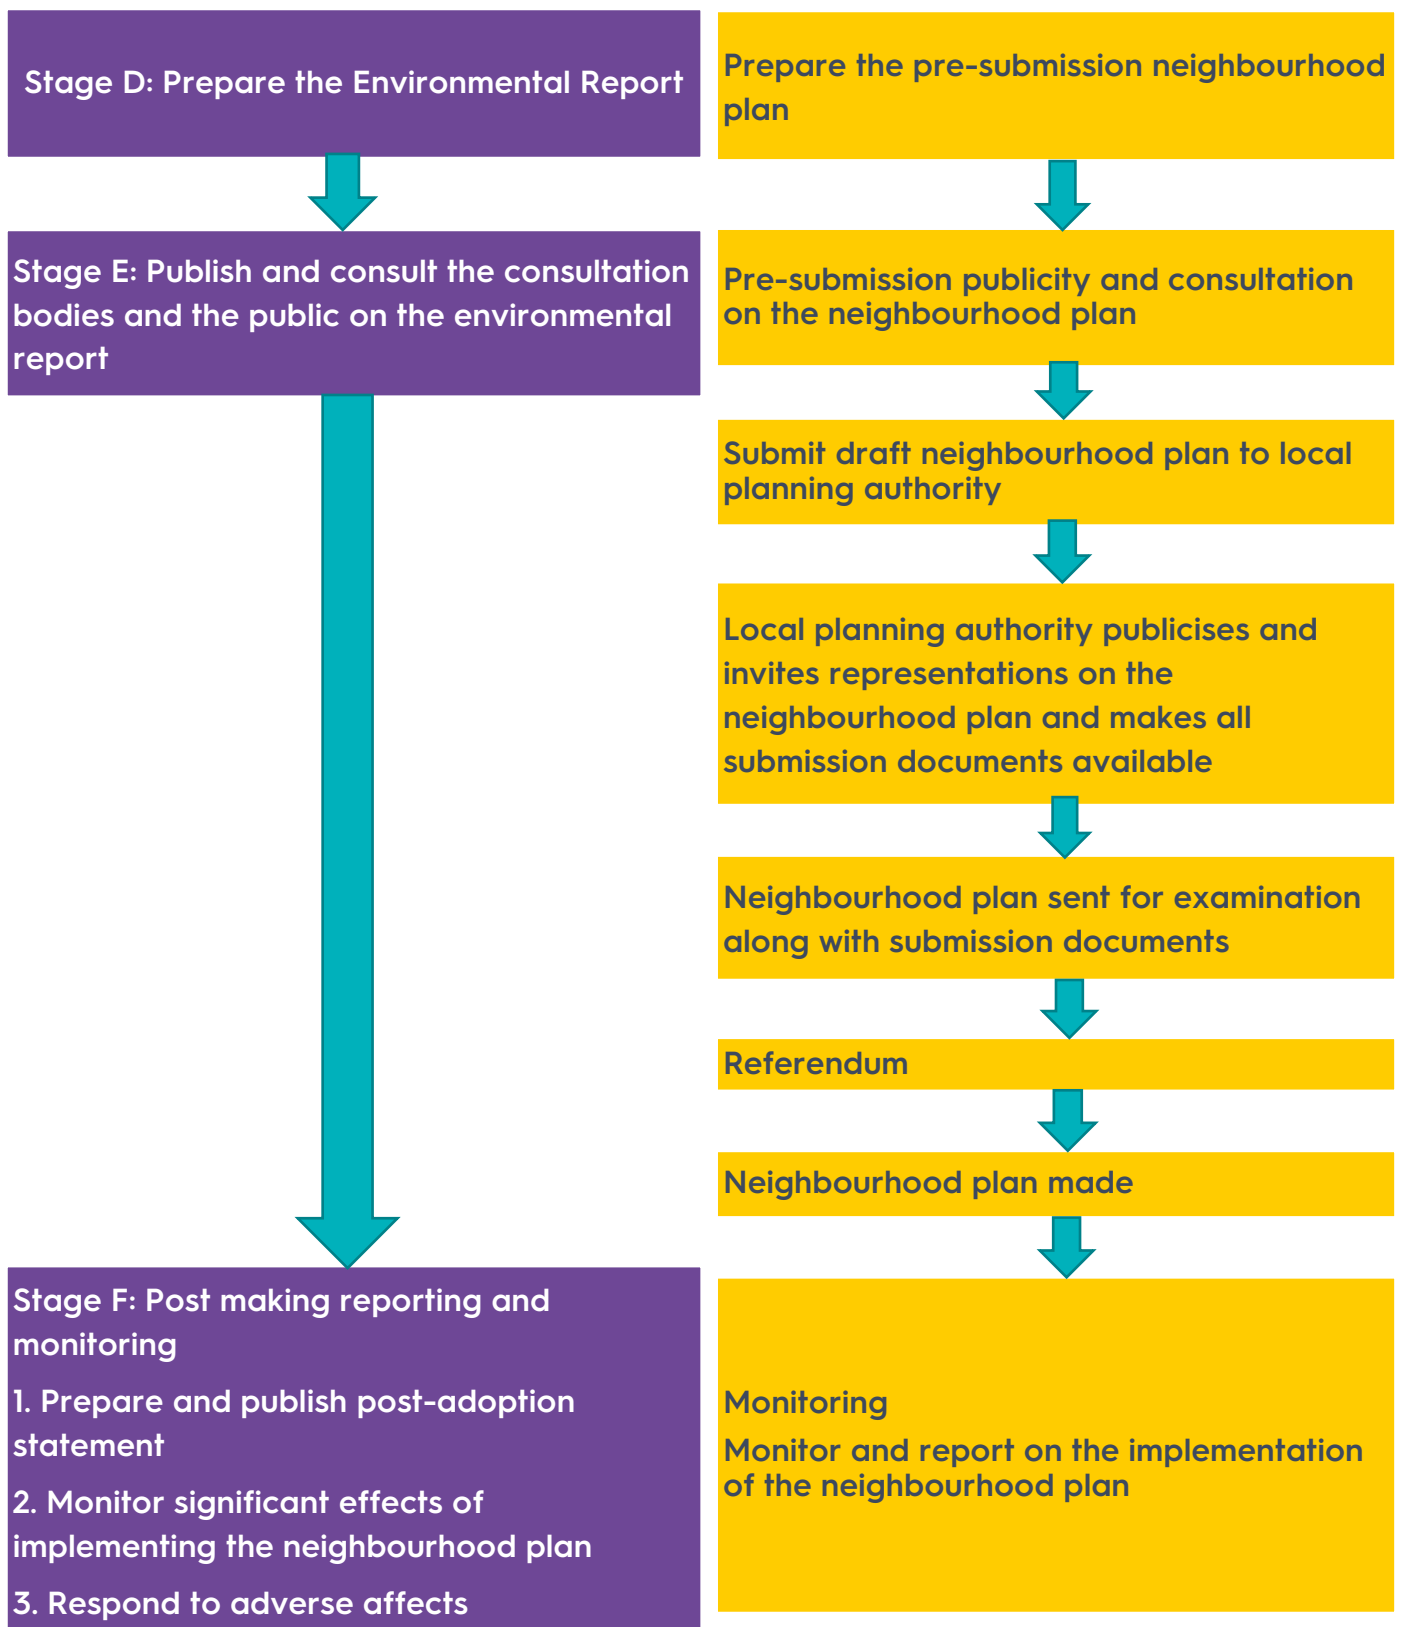 Stage D: Prepare the Environmental Report
Stage E: Publish and consult the consultation
bodies and the public on the environmental
report
Stage F: Post making reporting and
monitoring
1. Prepare and publish post-adoption
statement
2. Monitor significant effects of
implementing the neighbourhood plan
3. Respond to adverse affects
Prepare the pre-submission neighbourhood
plan
Pre-submission publicity and consultation
on the neighbourhood plan
Submit draft neighbourhood plan to local
planning authority
Local planning authority publicises and
invites representations on the
neighbourhood plan and makes all
submission documents available
Neighbourhood plan sent for examination
along with submission documents
Referendum
Neighbourhood plan made
Monitoring
Monitor and report on the implementation
of the neighbourhood plan